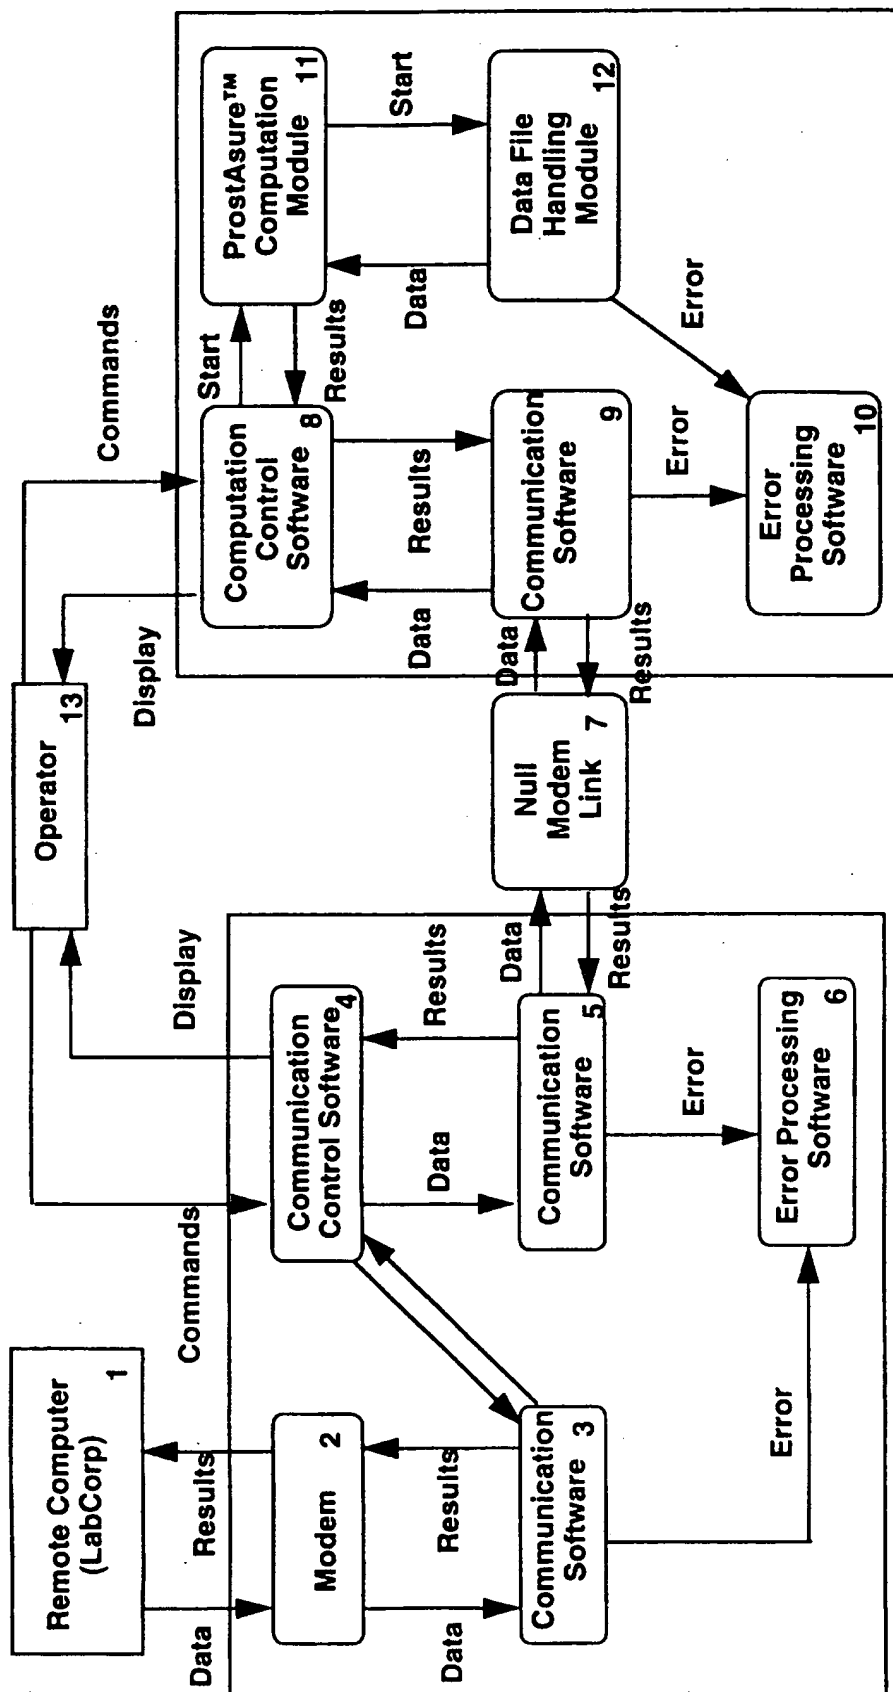 Remote Computer
(LabCorp)
1
Data
Results
Modem
2
Data
Results
Communication
Software
3
Error
Commands
Display
Communication
Control Software
4
Data
Results
Communication
Software
5
Error
Error Processing
Software
6
Data
Results
Null
Modem
Link
7
Data
Results
Operator
13
Display
Commands
Computation
Control
Software
8
Start
Results
Data
Results
Communication
Software
9
Error
Error
Processing
Software
10
ProstAsure™
Computation
Module
11
Data
Start
Data File
Handling
Module
12
Error